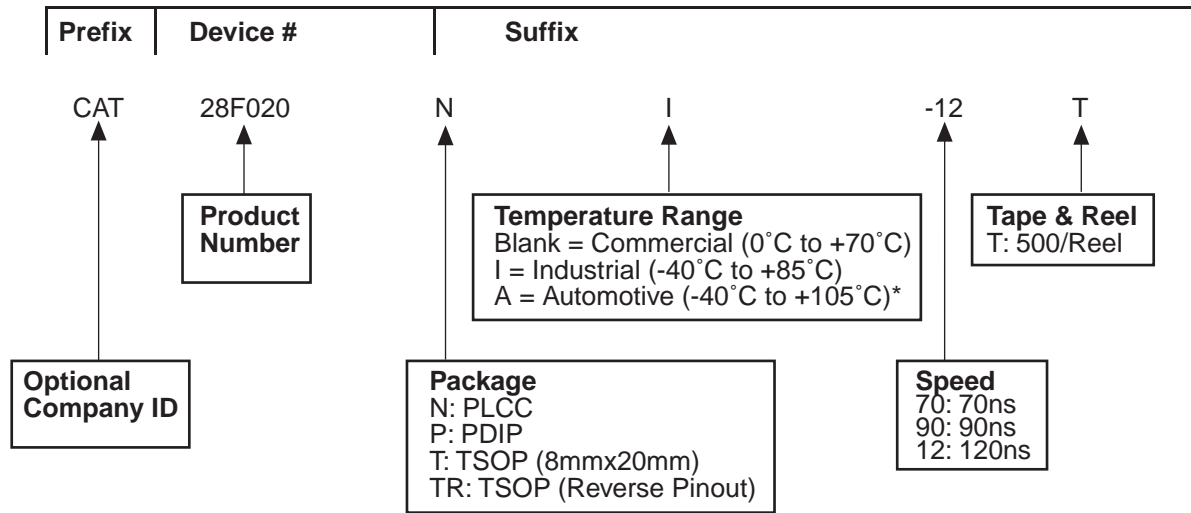 Prefix Device # Suffix
CAT 28F020 N I -12 T
Product
Number
Temperature Range
Blank = Commercial (0˚C to +70˚C)
I = Industrial (-40˚C to +85˚C)
A = Automotive (-40˚C to +105˚C)*
Tape & Reel
T: 500/Reel
Optional
Company ID
Package
N: PLCC
P: PDIP
T: TSOP (8mmx20mm)
TR: TSOP (Reverse Pinout)
Speed
70: 70ns
90: 90ns
12: 120ns